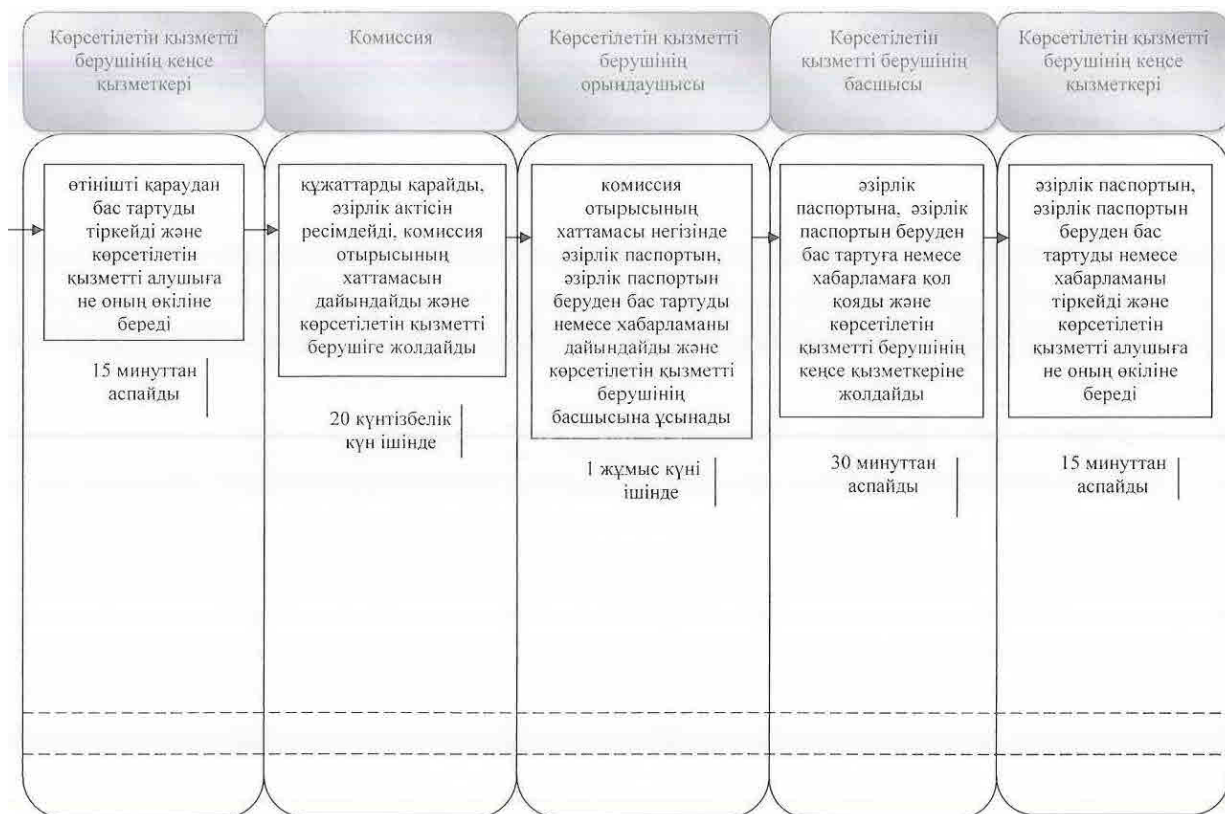 Көрсетілетін қызметті
берушінің кеңсе
қызметкері
Комиссия
Көрсетілетін қызметті
берушінің
орындаушысы
Көрсетілетін
қызметті берушінің
басшысы
Көрсетілетін қызметті
берушінің кеңсе
қызметкері
өтінішті қараудан
бас тартуды
тіркейді және
көрсетілетін
қызметті алушыға
не оның өкіліне
береді
15 минуттан
аспайды
құжаттарды қарайды,
әзірлік актісін
ресімдейді, комиссия
отырысының
хаттамасын
дайындайды және
көрсетілетін қызметті
берушіге жолдайды
20 күнтізбелік
күн ішінде
комиссия
отырысының
хаттамасы негізінде
әзірлік паспортын,
әзірлік паспортын
беруден бас тартуды
немесе хабарламаны
дайындайды және
көрсетілетін қызметті
берушінің
басшысына ұсынады
1 жұмыс күні
ішінде
әзірлік
паспортына, әзірлік
паспортын беруден
бас тартуға немесе
хабарламаға қол
қояды және
көрсетілетін
қызметті берушінің
кеңсе қызметкеріне
жолдайды
30 минуттан
аспайды
әзірлік паспортын,
әзірлік паспортын
беруден бас
тартуды немесе
хабарламаны
тіркейді және
көрсетілетін
қызметті алушыға
не оның өкіліне
береді
15 минуттан
аспайды